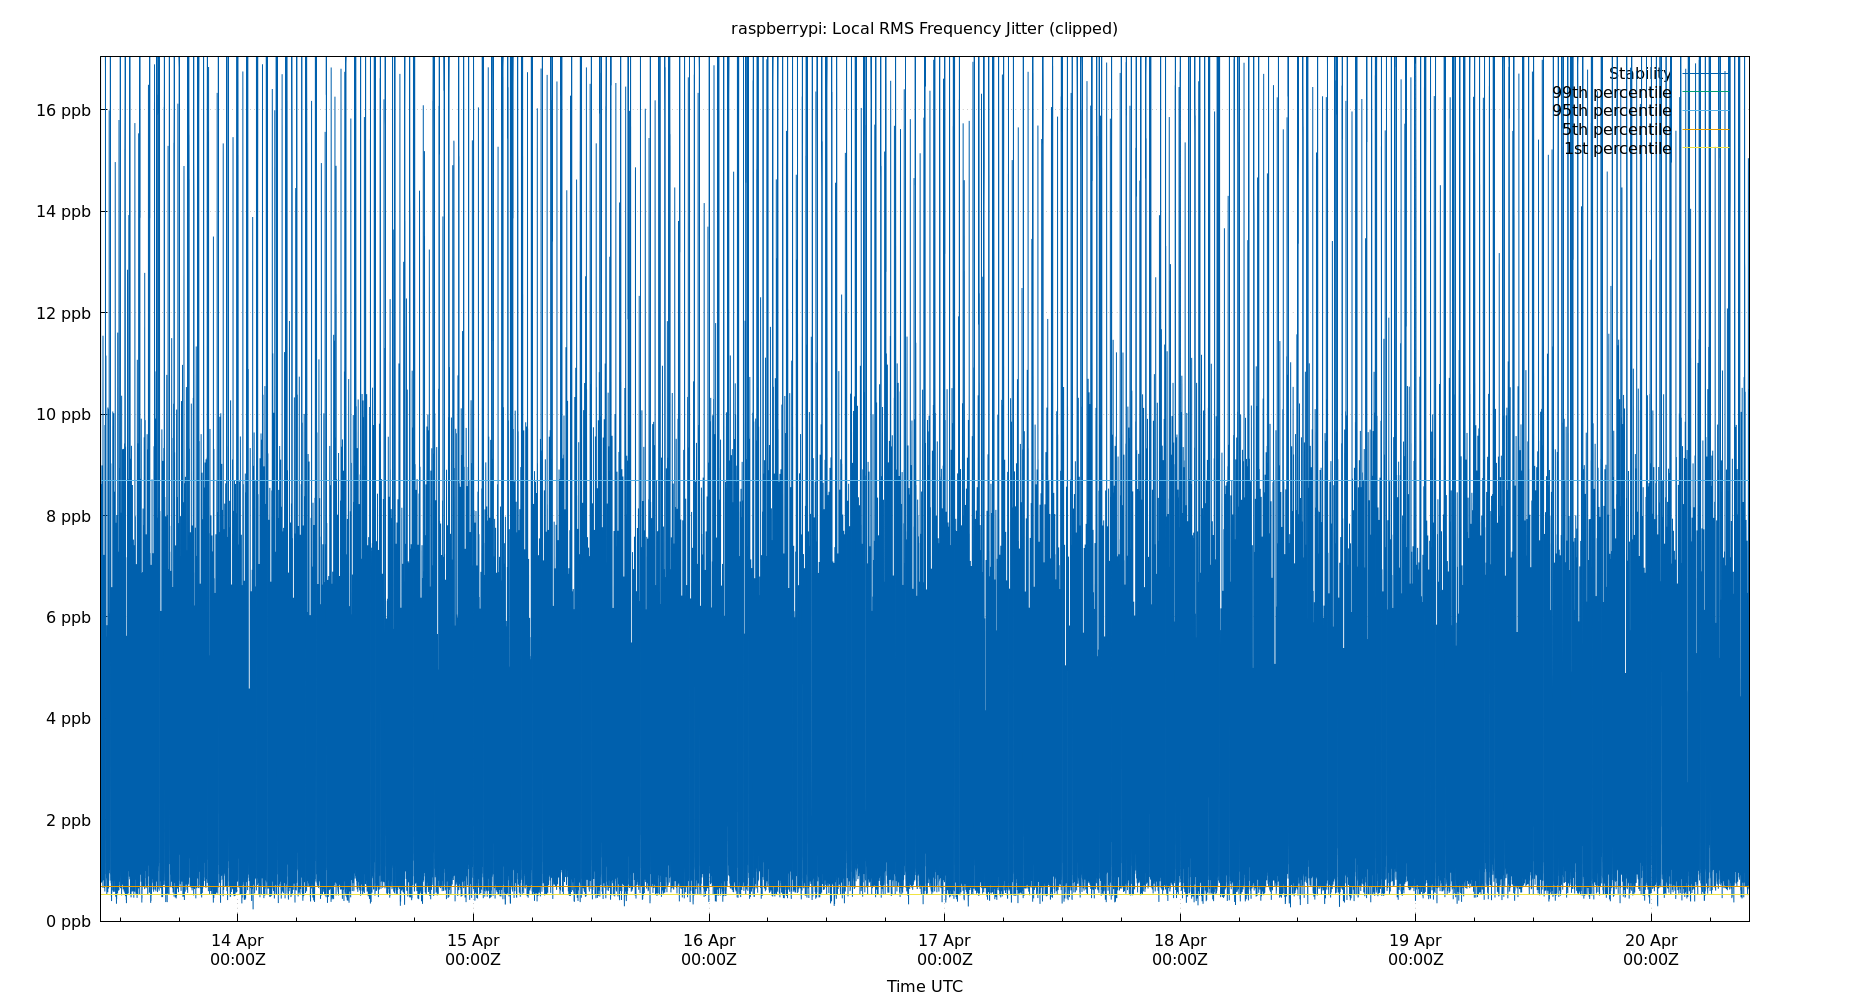 raspberrypi: Local RMS Frequency Jitter (clipped)
Stability
99th percentile
95th percentile
5th percentile
1st percentile
16 ppb
14 ppb
12 ppb
10 ppb
8 ppb
6 ppb
4 ppb
2 ppb
0 ppb
14 Apr 15 Apr 16 Apr 17 Apr 18 Apr 19 Apr 20 Apr
00:00Z 00:00Z 00:00Z 00:00Z 00:00Z 00:00Z 00:00Z
Time UTC